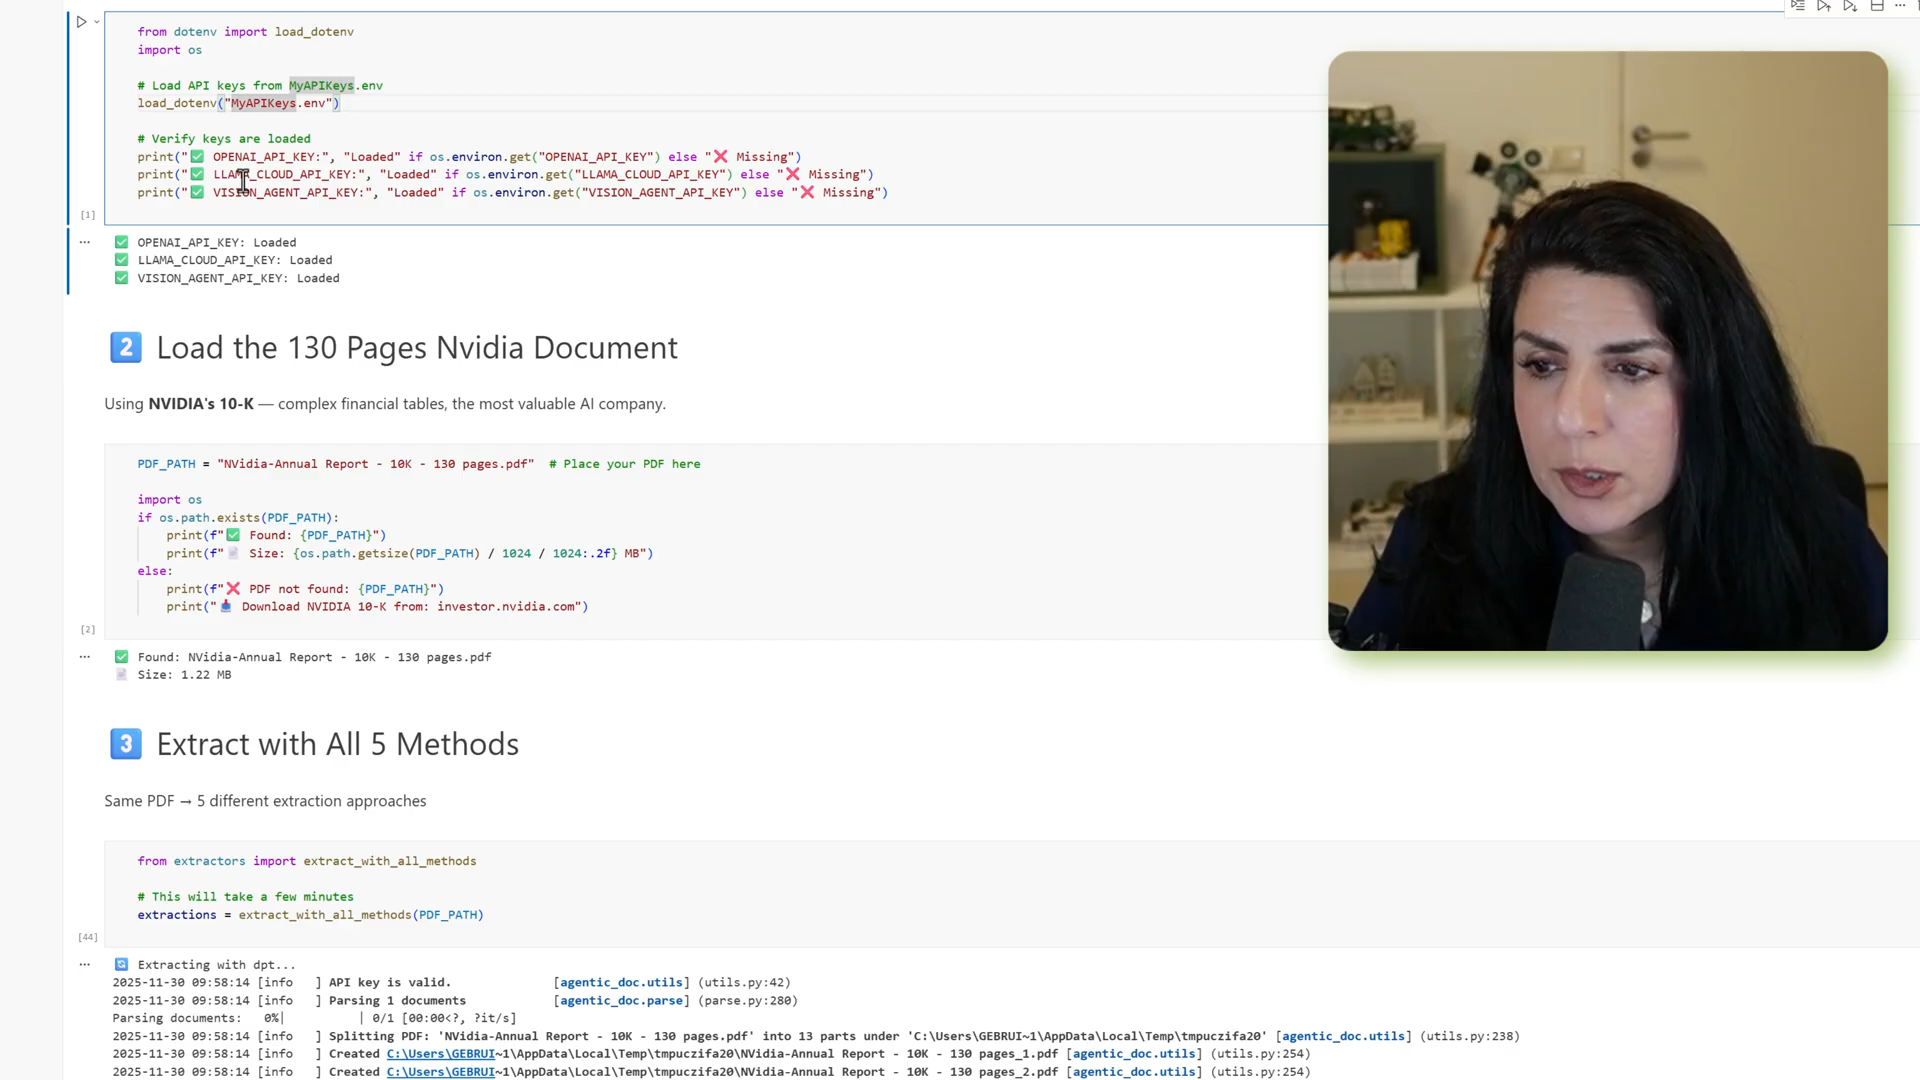 from dotenv import load_dotenv
import os
# Load API keys from MyAPIKeys.env
load_dotenv("MyAPIKeys.env")
# Verify keys are loaded
print("✅ OPENAI_API_KEY:", "Loaded" if os.environ.get("OPENAI_API_KEY") else "❌ Missing")
print("✅ LLAMA_CLOUD_API_KEY:", "Loaded" if os.environ.get("LLAMA_CLOUD_API_KEY") else "❌ Missing")
print("✅ VISION_AGENT_API_KEY:", "Loaded" if os.environ.get("VISION_AGENT_API_KEY") else "❌ Missing")
[1]
✅ OPENAI_API_KEY: Loaded
✅ LLAMA_CLOUD_API_KEY: Loaded
✅ VISION_AGENT_API_KEY: Loaded
2 Load the 130 Pages Nvidia Document
Using NVIDIA's 10-K — complex financial tables, the most valuable AI company.
PDF_PATH = "NVidia-Annual Report - 10K - 130 pages.pdf" # Place your PDF here
import os
if os.path.exists(PDF_PATH):
print(f"✅ Found: {PDF_PATH}")
print(f"📄 Size: {os.path.getsize(PDF_PATH) / 1024 / 1024:.2f} MB")
else:
print(f"❌ PDF not found: {PDF_PATH}")
print("📥 Download NVIDIA 10-K from: investor.nvidia.com")
[2]
✅ Found: NVidia-Annual Report - 10K - 130 pages.pdf
📄 Size: 1.22 MB
3 Extract with All 5 Methods
Same PDF → 5 different extraction approaches
from extractors import extract_with_all_methods
# This will take a few minutes
extractions = extract_with_all_methods(PDF_PATH)
[44]
🔄 Extracting with dpt...
2025-11-30 09:58:14 [info ] API key is valid. [agentic_doc.utils] (utils.py:42)
2025-11-30 09:58:14 [info ] Parsing 1 documents [agentic_doc.parse] (parse.py:280)
Parsing documents: 0%| | 0/1 [00:00<?, ?it/s]
2025-11-30 09:58:14 [info ] Splitting PDF: 'NVidia-Annual Report - 10K - 130 pages.pdf' into 13 parts under 'C:\Users\GEBRUI~1\AppData\Local\Temp\tmpuczifa20' [agentic_doc.utils] (utils.py:238)
2025-11-30 09:58:14 [info ] Created C:\Users\GEBRUI~1\AppData\Local\Temp\tmpuczifa20\NVidia-Annual Report - 10K - 130 pages_1.pdf [agentic_doc.utils] (utils.py:254)
2025-11-30 09:58:14 [info ] Created C:\Users\GEBRUI~1\AppData\Local\Temp\tmpuczifa20\NVidia-Annual Report - 10K - 130 pages_2.pdf [agentic_doc.utils] (utils.py:254)